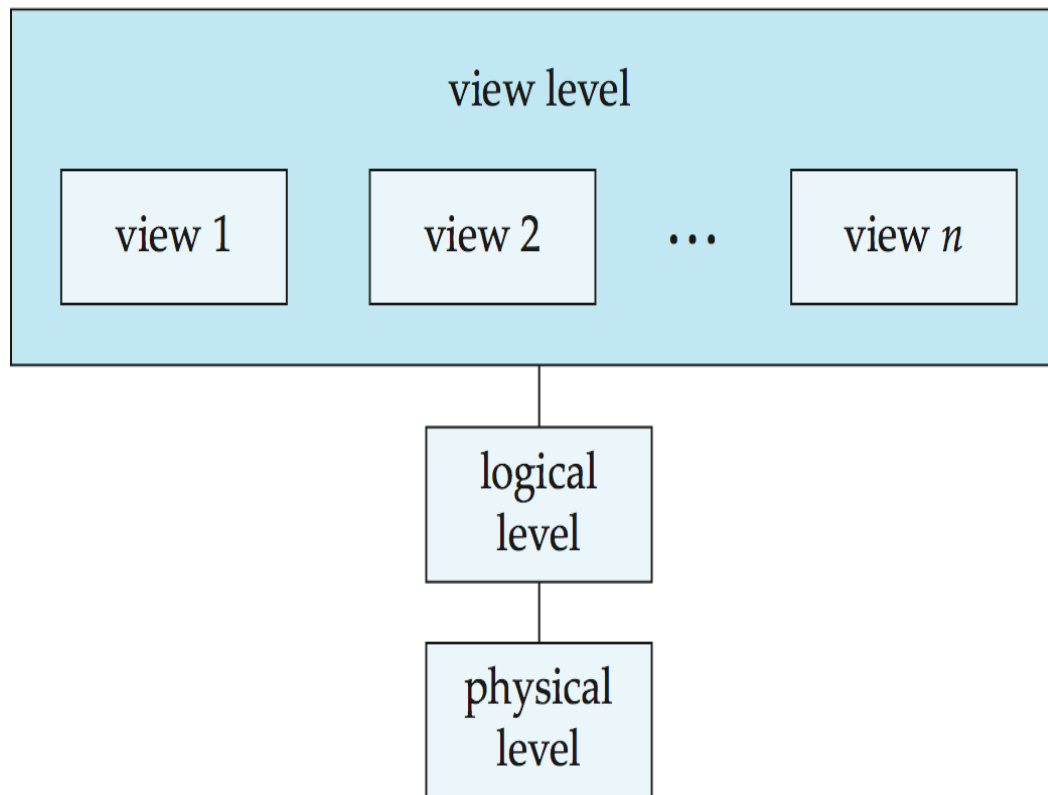 view level
view 1
view 2
...
view n
logical
level
physical
level